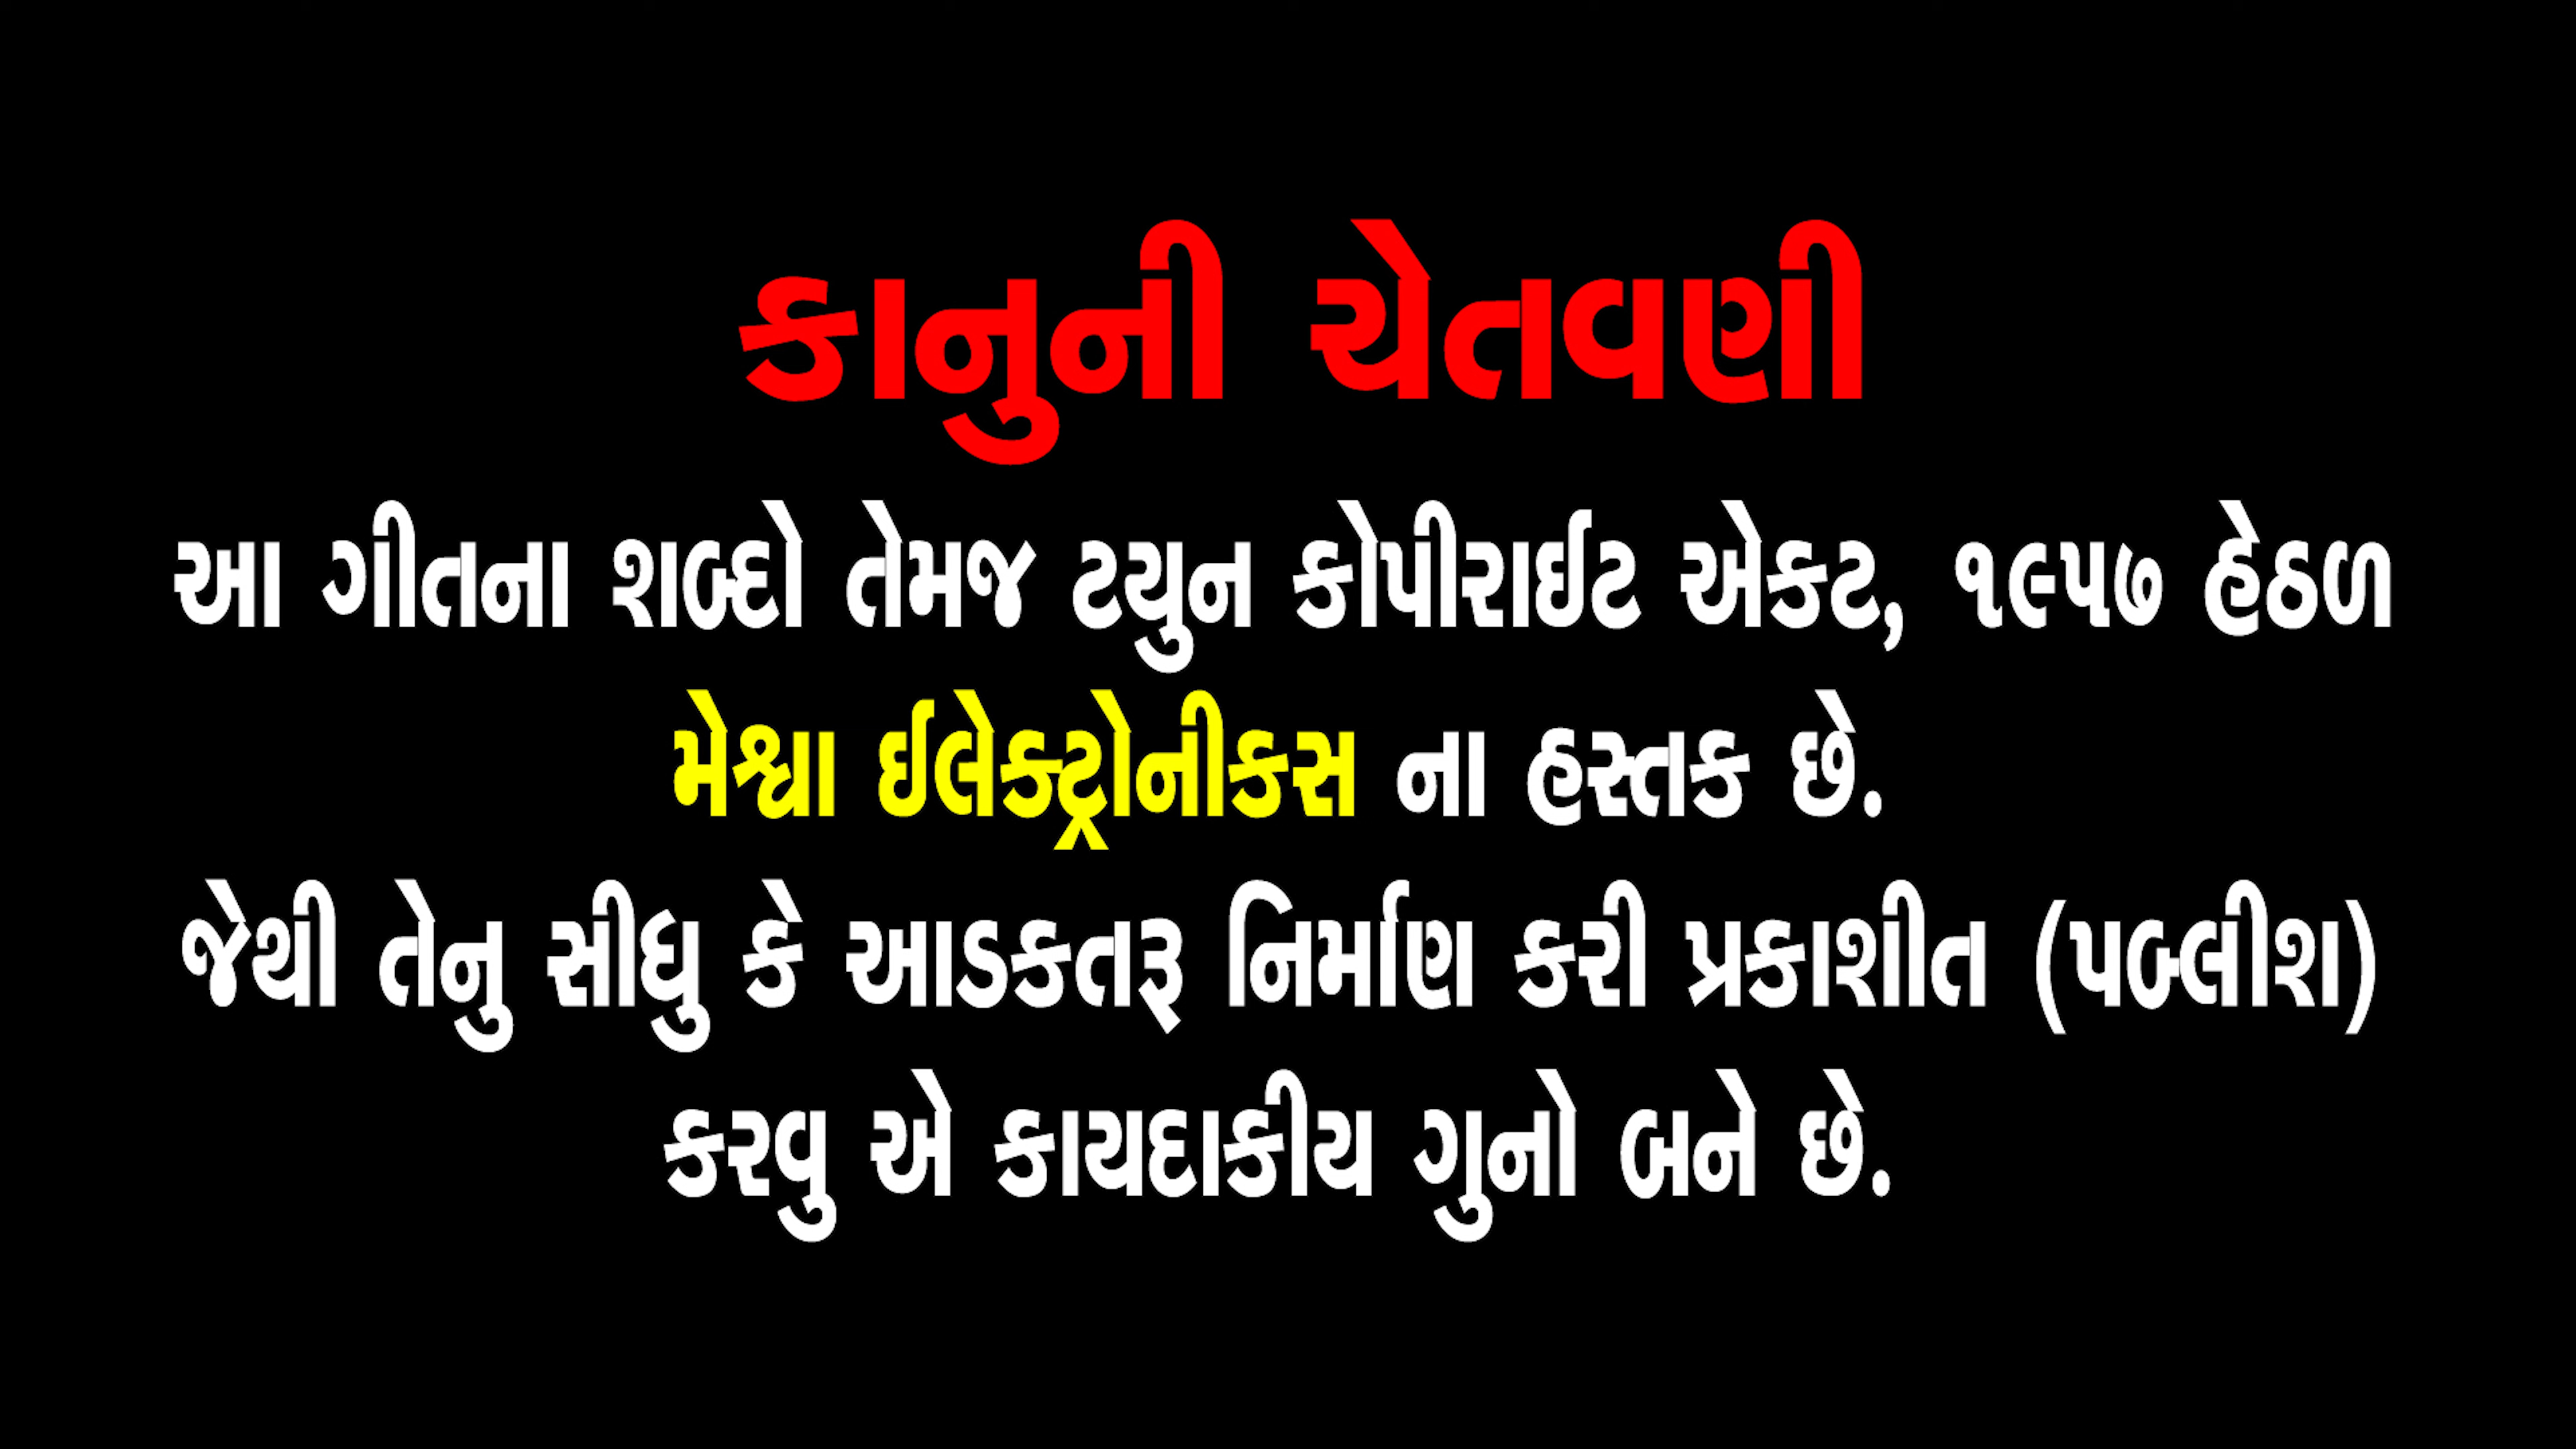 કાનુની ચેતવણી
આ ગીતના શબ્દો તેમજ ટયુન કોપીરાઈટ એકટ, ૧૯૫૭ હેઠળ
મેશ્વા ઈલેક્ટ્રોનીકસ ના હસ્તક છે.
જેથી તેનુ સીધુ કે આડકતરૂ નિર્માણ કરી પ્રકાશીત (પબ્લીશ)
કરવુ એ કાયદાકીય ગુનો બને છે.